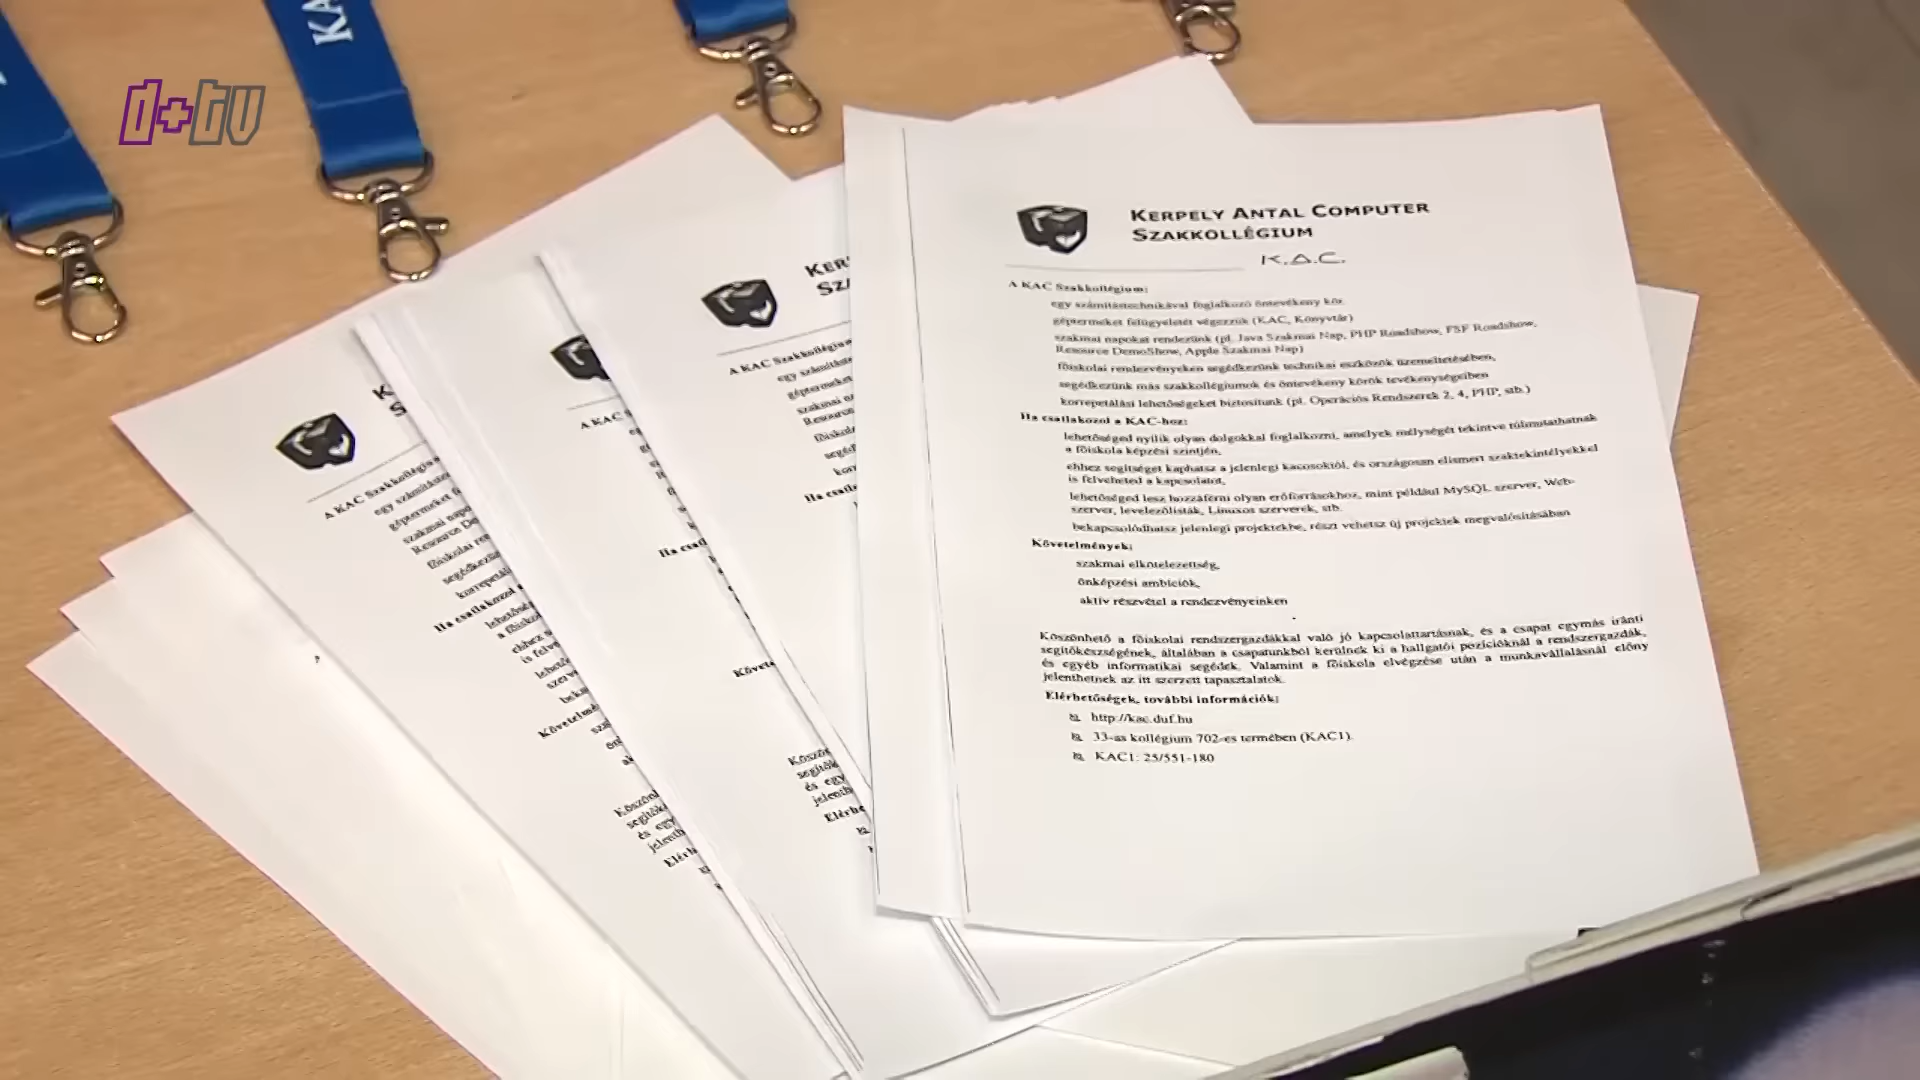 KA
d+tv
KERPELY ANTAL COMPUTER
SZAKKOLLÉGIUM
K.A.C.
A KAC Szakkollégium:
egy számítástechnikával foglalkozó öntevékeny kör
géptermeket felügyeletét végezzük (KAC, Könyvtár)
szakmai napokat rendezünk (pl. Java Szakmai Nap, PHP Roadshow, FSF Roadshow,
Resource DemoShow, Apple Szakmai Nap)
főiskolai rendezvényeken segédkezünk technikai eszközök üzemeltetésében,
segédkezünk más szakkollégiumok és öntevékeny körök tevékenységeiben
korrepetálási lehetőségeket biztosítunk (pl. Operációs Rendszerek 2, 4, PHP, stb.)
Ha csatlakozol a KAC-hoz:
lehetőséged nyílik olyan dolgokkal foglalkozni, amelyek mélységét tekintve túlmutathatnak
a főiskola képzési szintjén,
ehhez segítséget kaphatsz a jelenlegi kacosoktól, és országosan elismert szaktekintélyekkel
is felveheted a kapcsolatot,
lehetőséged lesz hozzáférni olyan erőforrásokhoz, mint például MySQL szerver, Web-
szerver, levelezőlisták, Linuxos szerverek, stb.
bekapcsolódhatsz jelenlegi projektekbe, részt vehetsz új projektek megvalósításában
Követelmények:
szakmai elkötelezettség,
önképzési ambíciók,
aktív részvétel a rendezvényeinken
Köszönhető a főiskolai rendszergazdákkal való jó kapcsolattartásnak, és a csapat egymás iránti
segítőkészségének, általában a csapatunkból kerülnek ki a hallgatói pozícióknál a rendszergazdák,
és egyéb informatikai segédek. Valamint a főiskola elvégzése után a munkavállalásnál előny
jelenthetnek az itt szerzett tapasztalatok.
Elérhetőségek, további információk:
http://kac.duf.hu
33-as kollégium 702-es termében (KAC1).
KAC1: 25/551-180